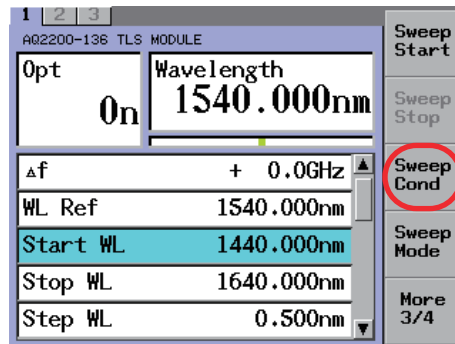 1 2 3
AQ2200-136 TLS MODULE
Opt
On
Wavelength
1540.000nm
△f + 0.0GHz
WL Ref 1540.000nm
Start WL 1440.000nm
Stop WL 1640.000nm
Step WL 0.500nm
Sweep
Start
Sweep
Stop
Sweep
Cond
Sweep
Mode
More
3/4